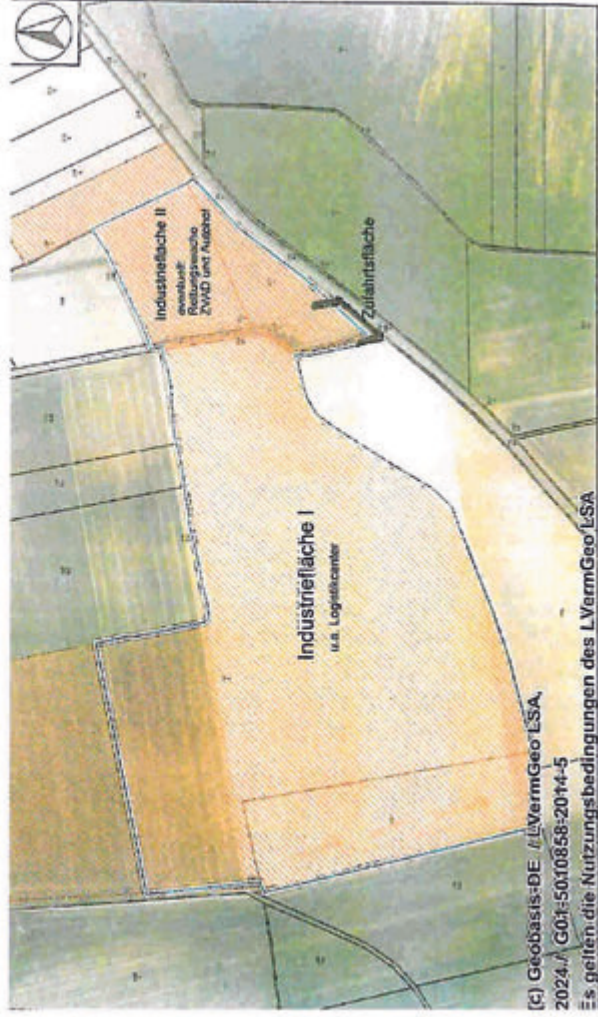 Industriefläche II
eventuell:
Rettungswache
ZWAD und Autohof
Zufahrtsfläche
Industriefläche I
u.a. Logistikcenter
(c) Geobasis-DE / LVermGeo LSA,
2024 / G01-5010858-2014-5
Es gelten die Nutzungsbedingungen des LVermGeo LSA